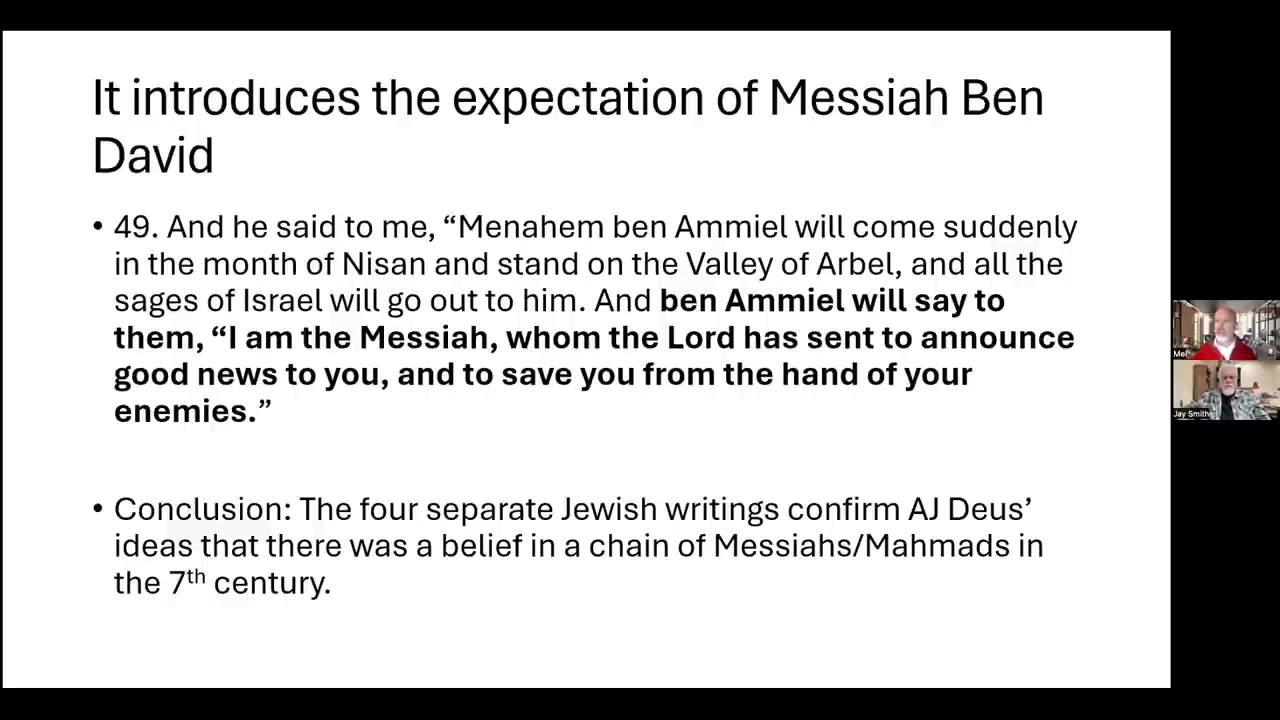 It introduces the expectation of Messiah Ben
David
• 49. And he said to me, “Menahem ben Ammiel will come suddenly
in the month of Nisan and stand on the Valley of Arbel, and all the
sages of Israel will go out to him. And ben Ammiel will say to
them, “I am the Messiah, whom the Lord has sent to announce
good news to you, and to save you from the hand of your
enemies.”
• Conclusion: The four separate Jewish writings confirm AJ Deus’
ideas that there was a belief in a chain of Messiahs/Mahmads in
the 7th century.
Mel
Jay Smith